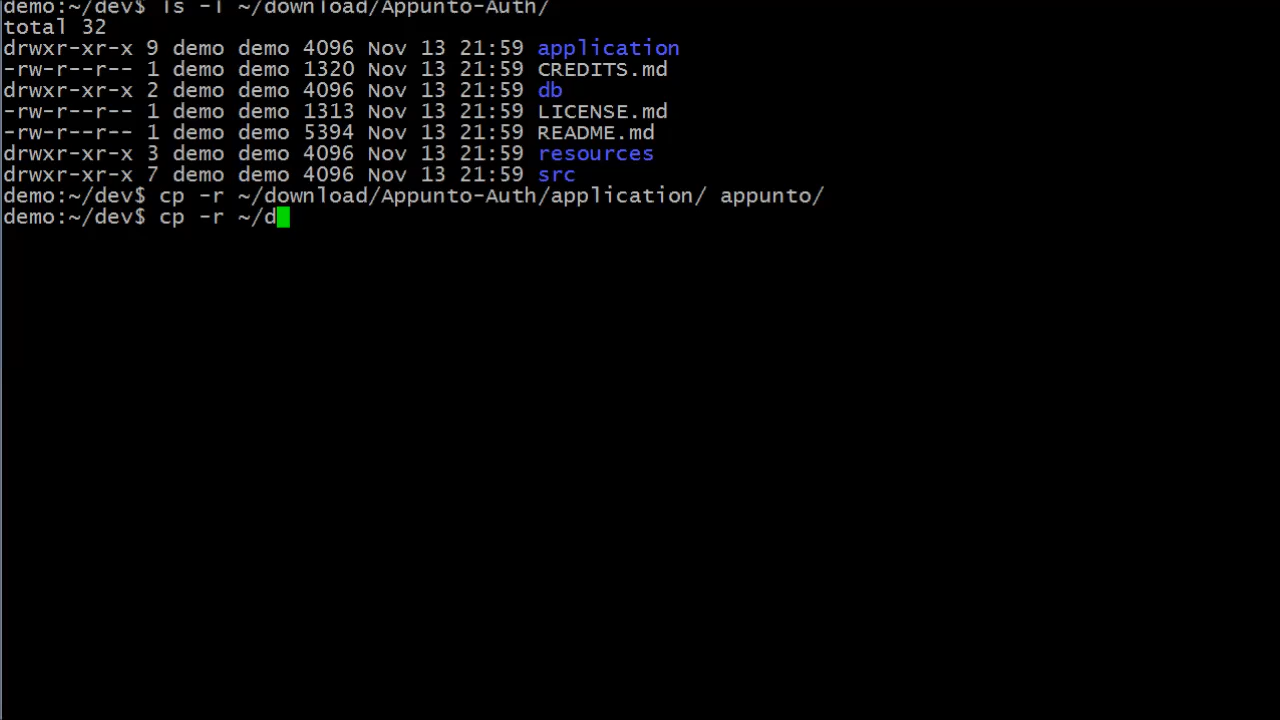 demo:~/dev$ ls -l ~/download/Appunto-Auth/
total 32
drwxr-xr-x 9 demo demo 4096 Nov 13 21:59 application
-rw-r--r-- 1 demo demo 1320 Nov 13 21:59 CREDITS.md
drwxr-xr-x 2 demo demo 4096 Nov 13 21:59 db
-rw-r--r-- 1 demo demo 1313 Nov 13 21:59 LICENSE.md
-rw-r--r-- 1 demo demo 5394 Nov 13 21:59 README.md
drwxr-xr-x 3 demo demo 4096 Nov 13 21:59 resources
drwxr-xr-x 7 demo demo 4096 Nov 13 21:59 src
demo:~/dev$ cp -r ~/download/Appunto-Auth/application/ appunto/
demo:~/dev$ cp -r ~/d